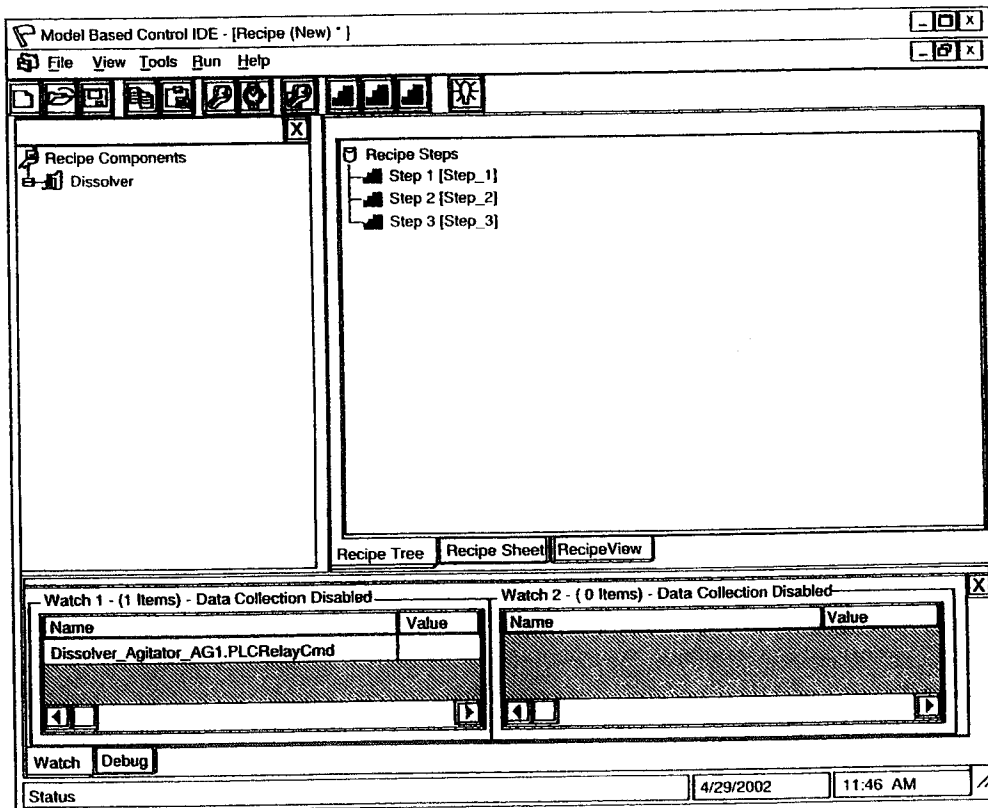 Model Based Control IDE - [Recipe (New) * ]
File View Tools Run Help
Recipe Components
Dissolver
Recipe Steps
Step 1 [Step_1]
Step 2 [Step_2]
Step 3 [Step_3]
Recipe Tree Recipe Sheet RecipeView
Watch 1 - (1 Items) - Data Collection Disabled
Name Value
Dissolver_Agitator_AG1.PLCRelayCmd
Watch 2 - ( 0 Items) - Data Collection Disabled
Name Value
Watch Debug
Status 4/29/2002 11:46 AM